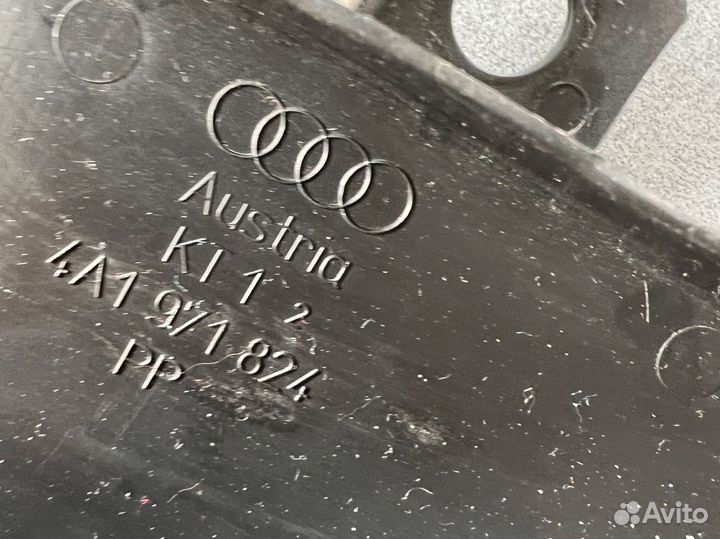 Austria
KT 1 2
4A1 971 824
PP
Avito